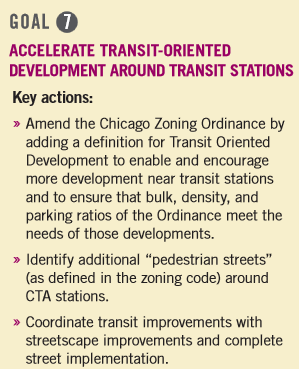 GOAL 7
ACCELERATE TRANSIT-ORIENTED
DEVELOPMENT AROUND TRANSIT STATIONS
Key actions:
» Amend the Chicago Zoning Ordinance by
adding a definition for Transit Oriented
Development to enable and encourage
more development near transit stations
and to ensure that bulk, density, and
parking ratios of the Ordinance meet the
needs of those developments.
» Identify additional “pedestrian streets”
(as defined in the zoning code) around
CTA stations.
» Coordinate transit improvements with
streetscape improvements and complete
street implementation.